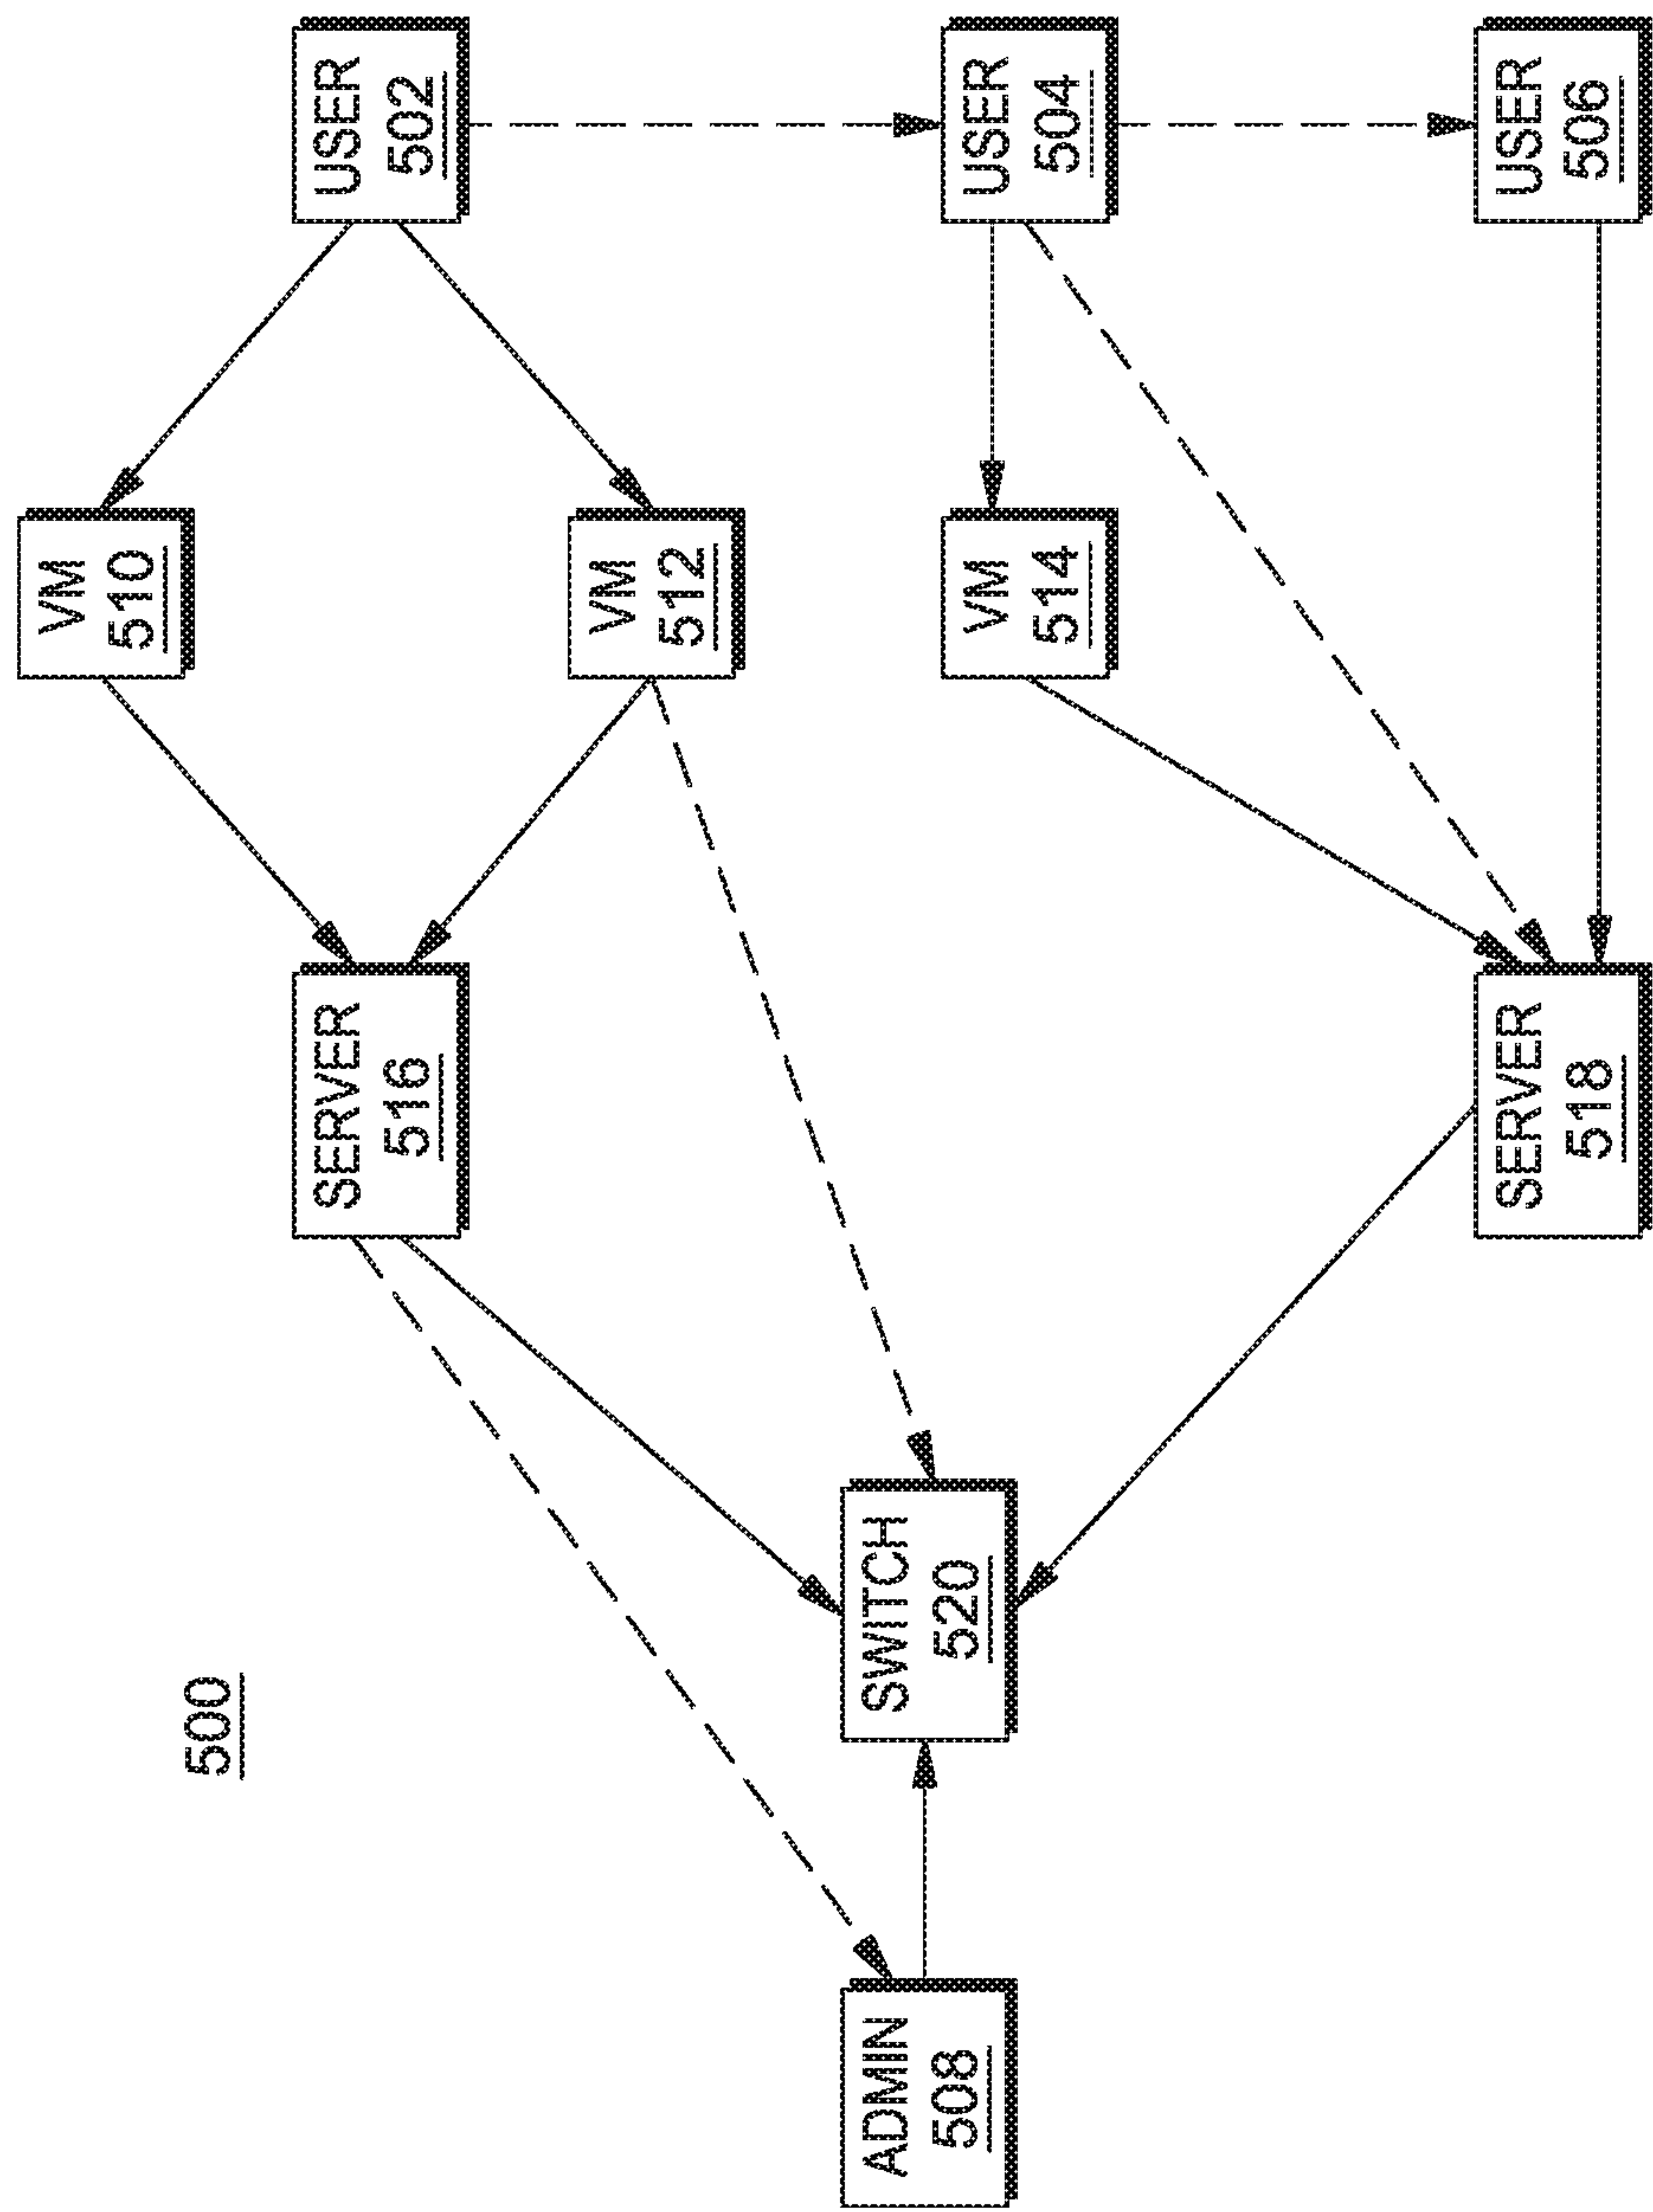 500
USER
502
USER
504
USER
506
VM
510
VM
512
VM
514
SERVER
516
SERVER
518
SWITCH
520
ADMIN
508